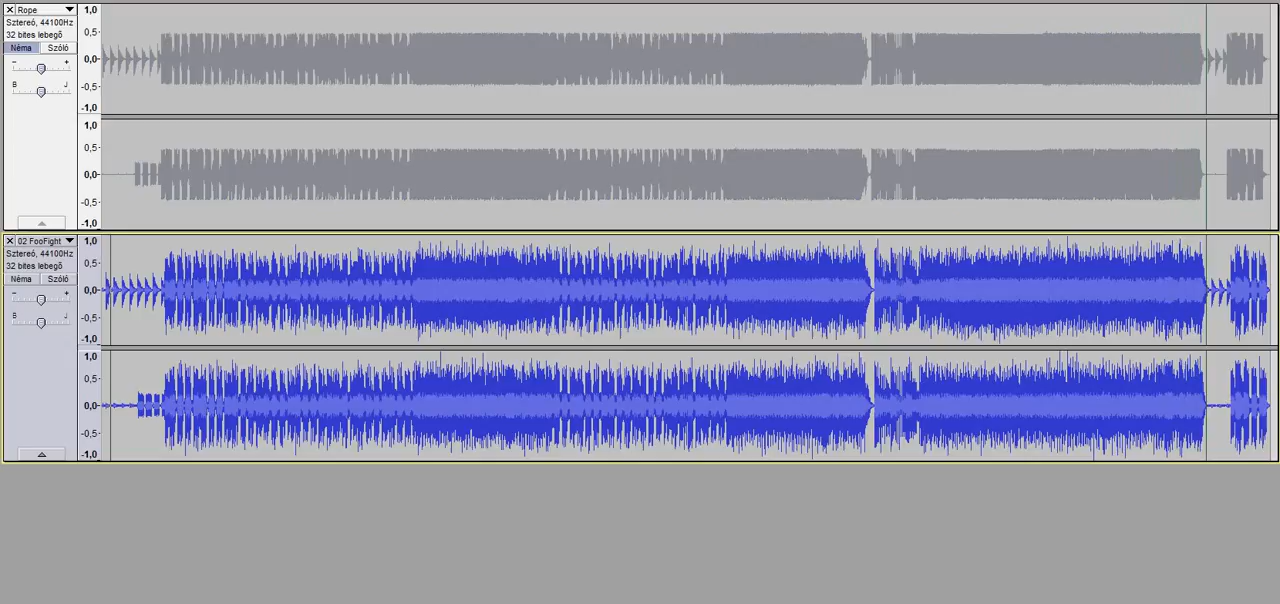 Rope
Sztereó, 44100Hz
32 bites lebegõ
Néma Szóló
- +
B J
1,0
0,5-
0,0-
-0,5-
-1,0
1,0
0,5-
0,0-
-0,5-
-1,0
02 FooFight
Sztereó, 44100Hz
32 bites lebegõ
Néma Szóló
- +
B J
1,0
0,5-
0,0-
-0,5-
-1,0
1,0
0,5-
0,0-
-0,5-
-1,0